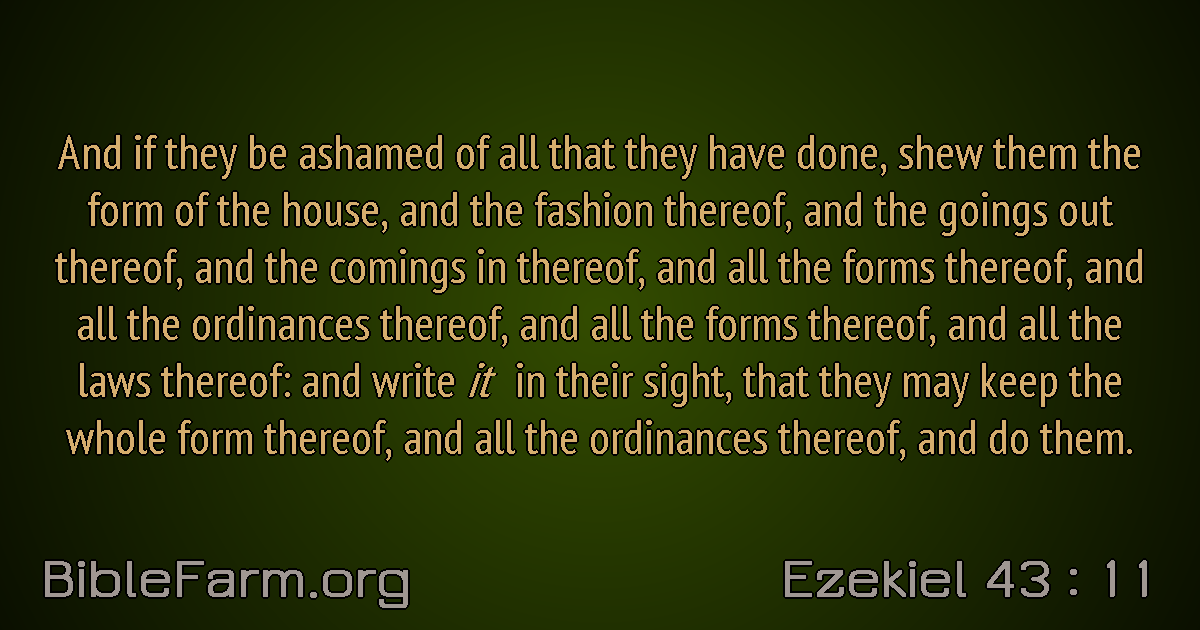 And if they be ashamed of all that they have done, shew them the
form of the house, and the fashion thereof, and the goings out
thereof, and the comings in thereof, and all the forms thereof, and
all the ordinances thereof, and all the forms thereof, and all the
laws thereof: and write it in their sight, that they may keep the
whole form thereof, and all the ordinances thereof, and do them.
BibleFarm.org
Ezekiel 43 : 11